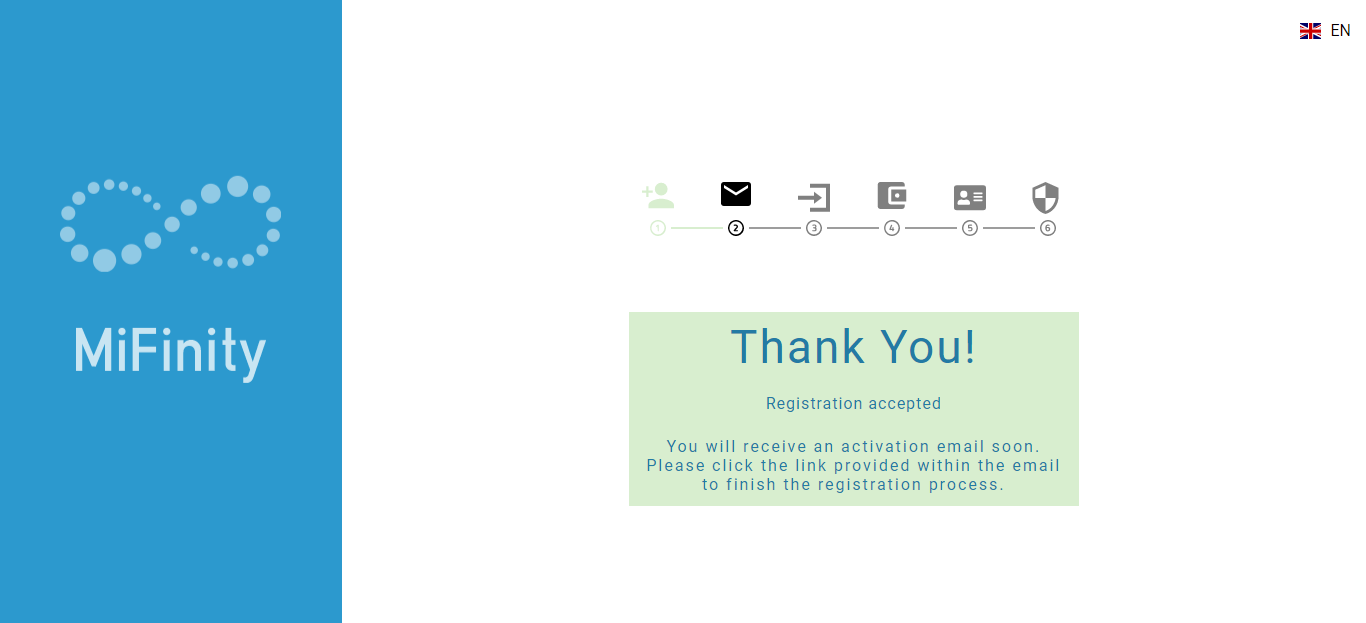 EN
MiFinity
1 2 3 4 5 6
Thank You!
Registration accepted
You will receive an activation email soon.
Please click the link provided within the email
to finish the registration process.